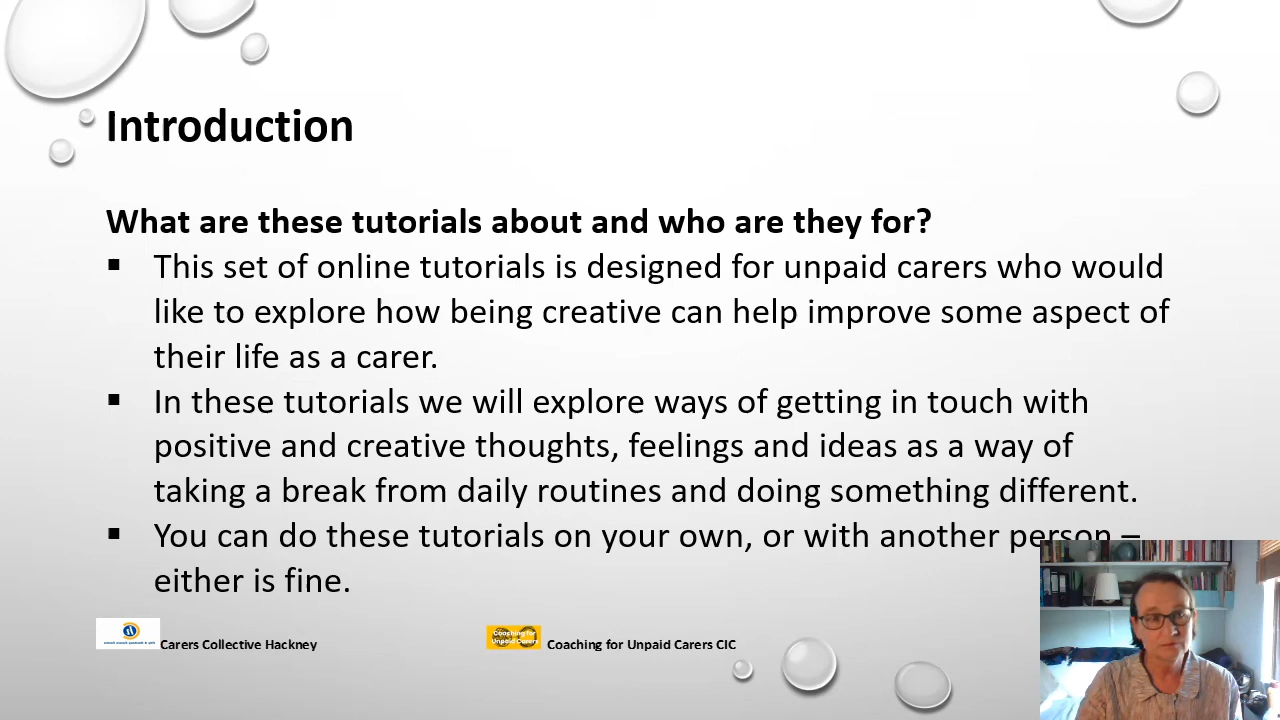 Introduction
What are these tutorials about and who are they for?
▪ This set of online tutorials is designed for unpaid carers who would
like to explore how being creative can help improve some aspect of
their life as a carer.
▪ In these tutorials we will explore ways of getting in touch with
positive and creative thoughts, feelings and ideas as a way of
taking a break from daily routines and doing something different.
▪ You can do these tutorials on your own, or with another person –
either is fine.
Carers Collective Hackney
Coaching for
Unpaid Carers
Coaching for Unpaid Carers CIC